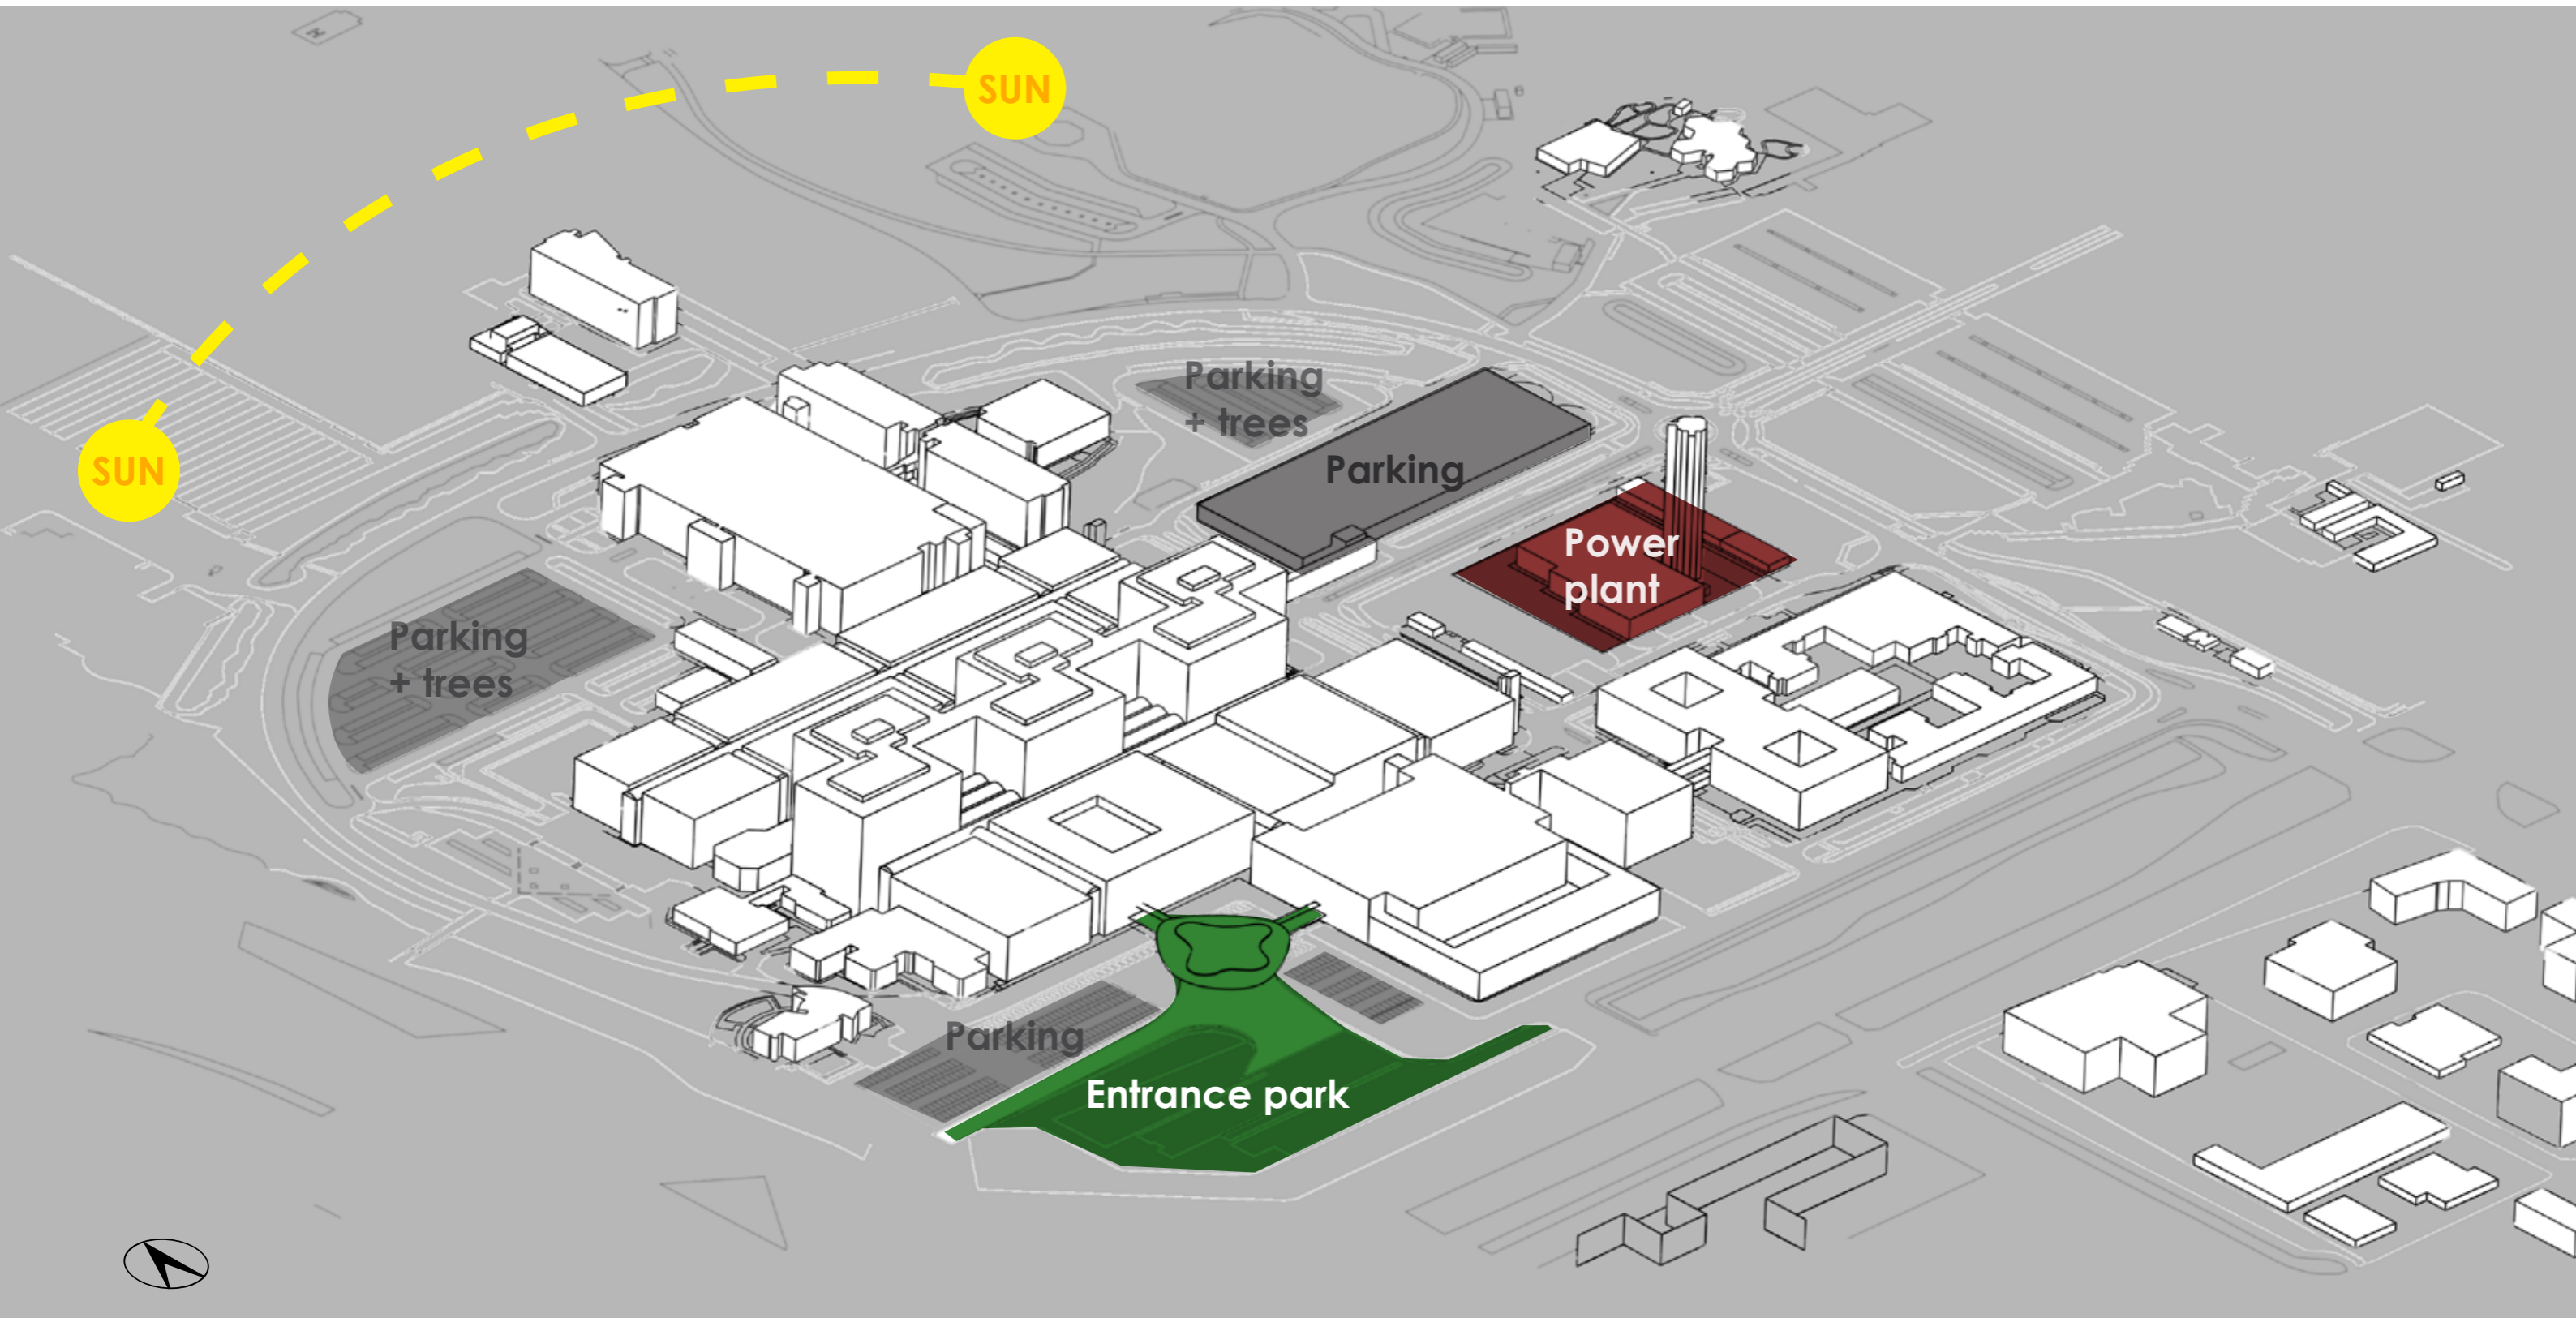 SUN
SUN
Parking
+ trees
Parking
Power
plant
Parking
+ trees
Parking
Entrance park
H